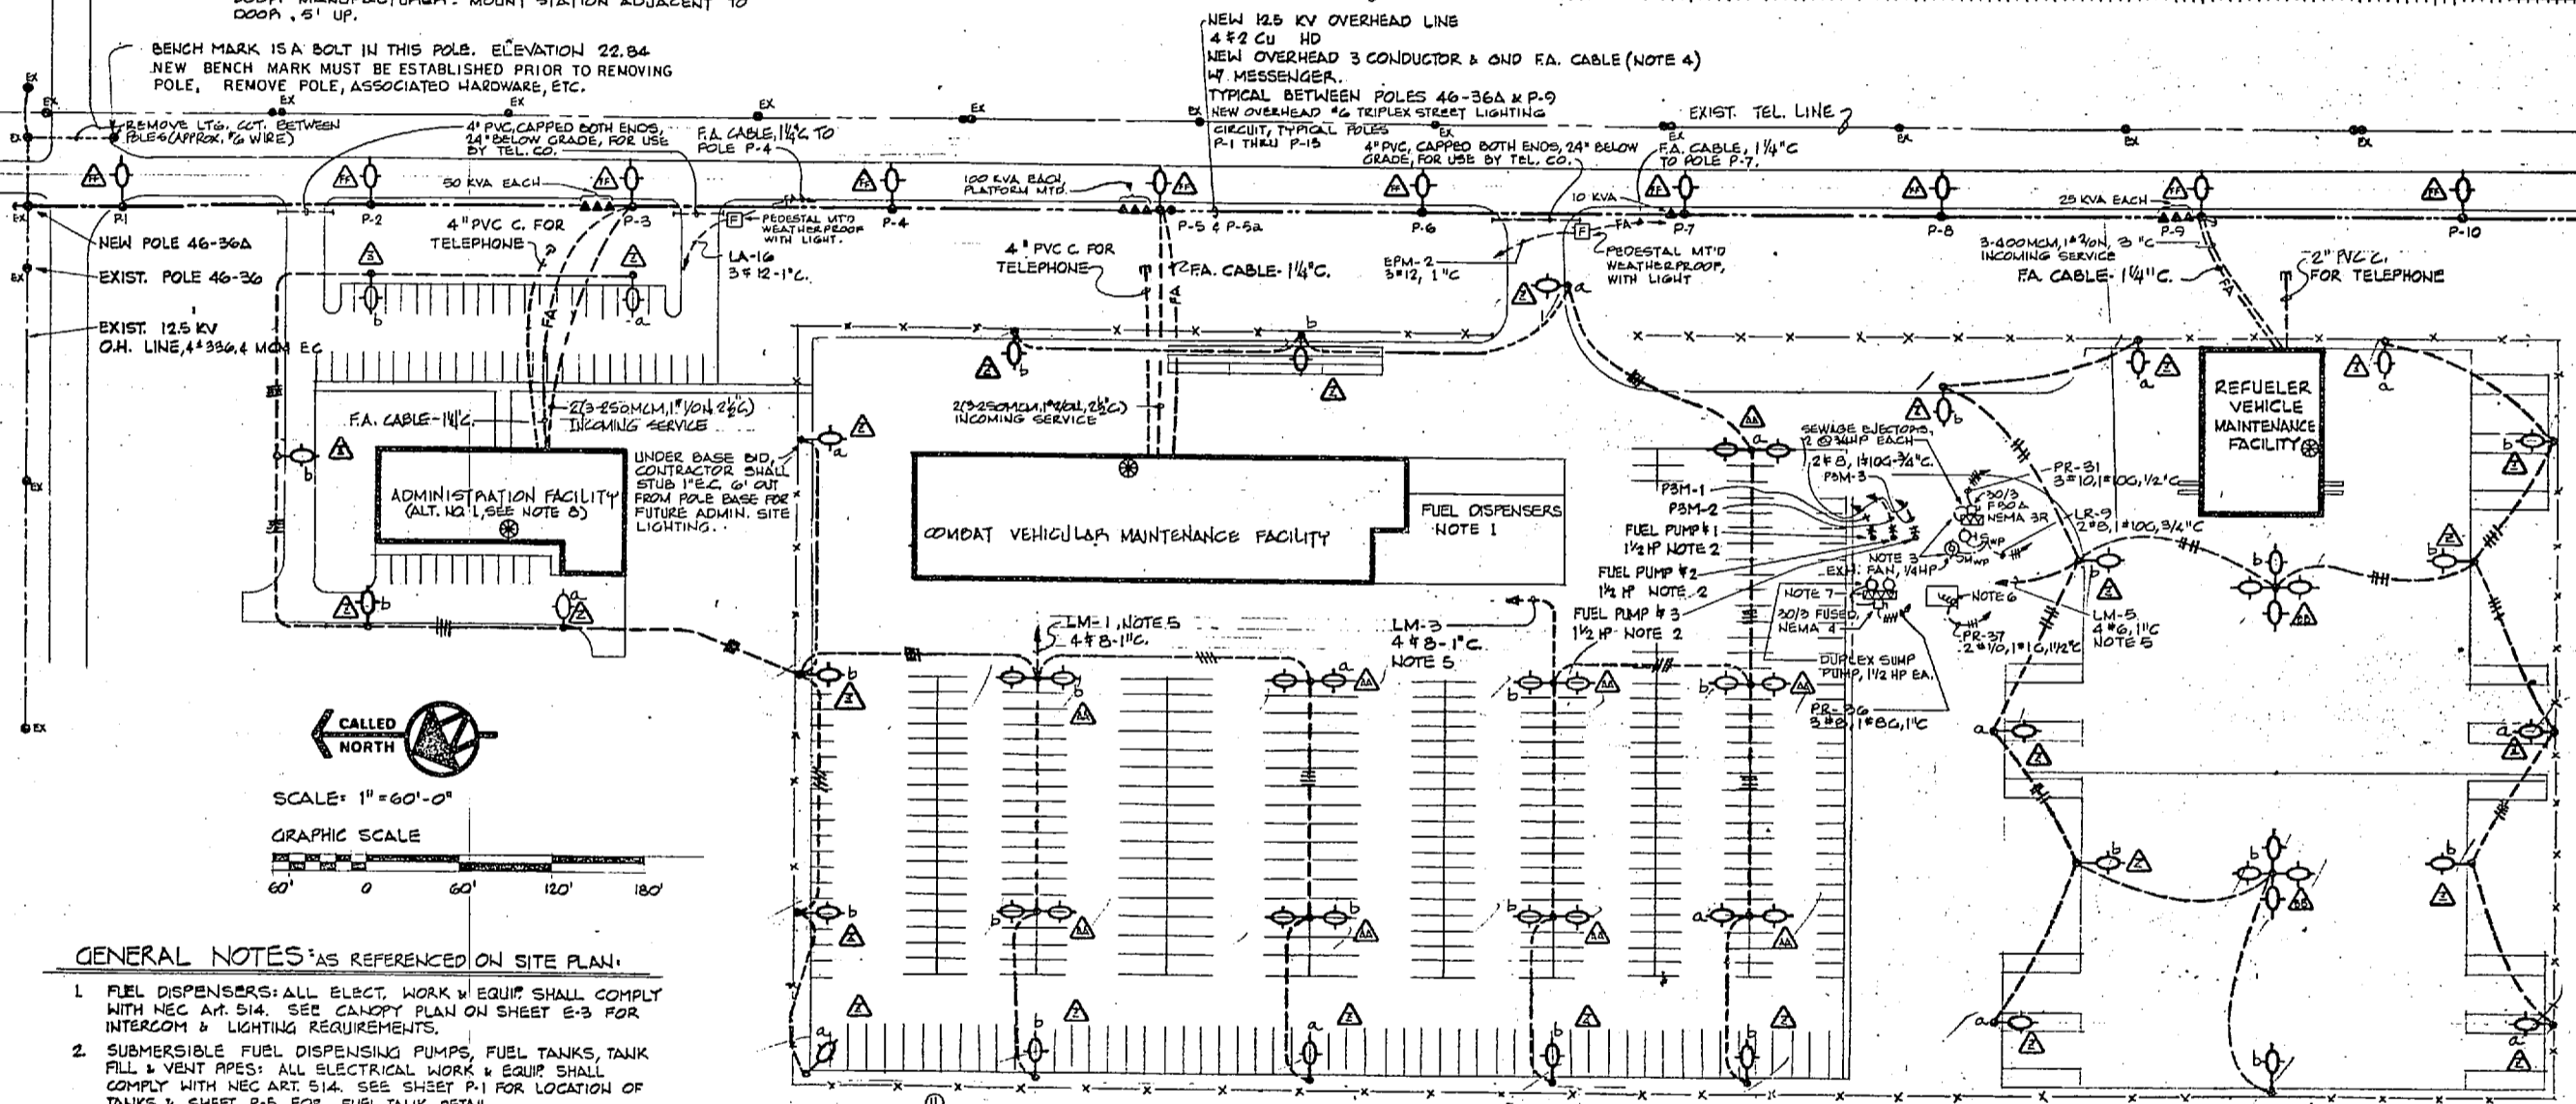 DOOR, 5' UP.
BENCH MARK IS A BOLT IN THIS POLE. ELEVATION 22.84
NEW BENCH MARK MUST BE ESTABLISHED PRIOR TO REMOVING
POLE, REMOVE POLE, ASSOCIATED HARDWARE, ETC.
NEW 12.5 KV OVERHEAD LINE
4 #2 CU HD
NEW OVERHEAD 3 CONDUCTOR & GND F.A. CABLE (NOTE 4)
W/ MESSENGER.
TYPICAL BETWEEN POLES 46-36A & P-9
NEW OVERHEAD #6 TRIPLEX STREET LIGHTING
CIRCUIT, TYPICAL POLES
P-1 THRU P-13
EXIST. TEL. LINE
REMOVE LTG. CCT. BETWEEN
POLES (APPROX. #6 WIRE)
4" PVC, CAPPED BOTH ENDS,
24" BELOW GRADE, FOR USE
BY TEL. CO.
F.A. CABLE, 1¼"C TO
POLE P-4
4" PVC, CAPPED BOTH ENDS, 24" BELOW
GRADE, FOR USE BY TEL. CO.
F.A. CABLE, 1¼"C
TO POLE P-7.
50 KVA EACH
100 KVA EACH,
PLATFORM MTD.
10 KVA
25 KVA EACH
P-1
P-2
P-3
P-4
P-5 & P-5a
P-6
P-7
P-8
P-9
P-10
NEW POLE 46-36A
EXIST. POLE 46-36
EXIST. 12.5 KV
O.H. LINE, 4#336.4 MCM EC
4" PVC C. FOR
TELEPHONE
PEDESTAL MT'D
WEATHERPROOF
WITH LIGHT.
LA-16
3#12-1"C.
4" PVC C. FOR
TELEPHONE
F.A. CABLE-1¼"C.
EPM-2
3#12, 1"C
PEDESTAL MT'D
WEATHERPROOF,
WITH LIGHT
3-400MCM, 1#2/0N, 3"C
INCOMING SERVICE
F.A. CABLE-1¼"C.
2" PVC C.
FOR TELEPHONE
F.A. CABLE-1¼"C.
2(3-250MCM, 1#1/0N, 2½"C)
INCOMING SERVICE
2(3-250MCM, 1#2/0N, 2½"C)
INCOMING SERVICE
ADMINISTRATION FACILITY
(ALT. NO. 1, SEE NOTE 8)
UNDER BASE BID,
CONTRACTOR SHALL
STUB 1"E.C. 6' OUT
FROM POLE BASE FOR
FUTURE ADMIN. SITE
LIGHTING.
COMBAT VEHICULAR MAINTENANCE FACILITY
FUEL DISPENSERS
NOTE 1
REFUELER
VEHICLE
MAINTENANCE
FACILITY
SEWAGE EJECTORS,
2 @ 3/4HP EACH
2#8, 1#10G-3/4"C.
P3M-3
P3M-1
P3M-2
FUEL PUMP #1
1½ HP NOTE 2
FUEL PUMP #2
1½ HP NOTE 2
FUEL PUMP #3
1½ HP NOTE 2
PR-31
3#10, 1#10G, 1/2"C
30/3
NEMA 3R
LR-9
2#8, 1#10G, 3/4"C
NOTE 3
EXH. FAN, 1/4HP
NOTE 7
30/3 FUSED,
NEMA 4
NOTE 6
PR-37
2#1/0, 1#1G, 1½"C
LM-5
4#6, 1"C
NOTE 5
DUPLEX SUMP
PUMP, 1½ HP EA.
PR-36
3#8, 1#8G, 1"C
LM-1, NOTE 5
4#8-1"C.
LM-3
4#8-1"C.
NOTE 5
CALLED
NORTH
SCALE: 1"=60'-0"
GRAPHIC SCALE
60' 0 60' 120' 180'
GENERAL NOTES: AS REFERENCED ON SITE PLAN:
1. FUEL DISPENSERS: ALL ELECT. WORK & EQUIP. SHALL COMPLY
WITH NEC Art. 514. SEE CANOPY PLAN ON SHEET E-3 FOR
INTERCOM & LIGHTING REQUIREMENTS.
2. SUBMERSIBLE FUEL DISPENSING PUMPS, FUEL TANKS, TANK
FILL & VENT PIPES: ALL ELECTRICAL WORK & EQUIP. SHALL
COMPLY WITH NEC ART. 514. SEE SHEET P-1 FOR LOCATION OF